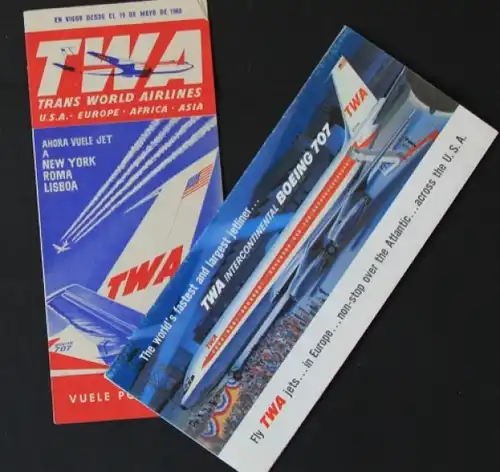 EN VIGOR DESDE EL 19 DE MAYO DE 1960
TWA
TRANS WORLD AIRLINES
U.S.A. · EUROPE · AFRICA · ASIA
AHORA VUELE JET
A
NEW YORK
ROMA
LISBOA
TWA
BOEING
707
VUELE
The world's fastest and largest jetliner...
TWA INTERCONTINENTAL BOEING 707
TWA
TWA
Fly TWA jets...in Europe...non-stop over the Atlantic...across the U.S.A.